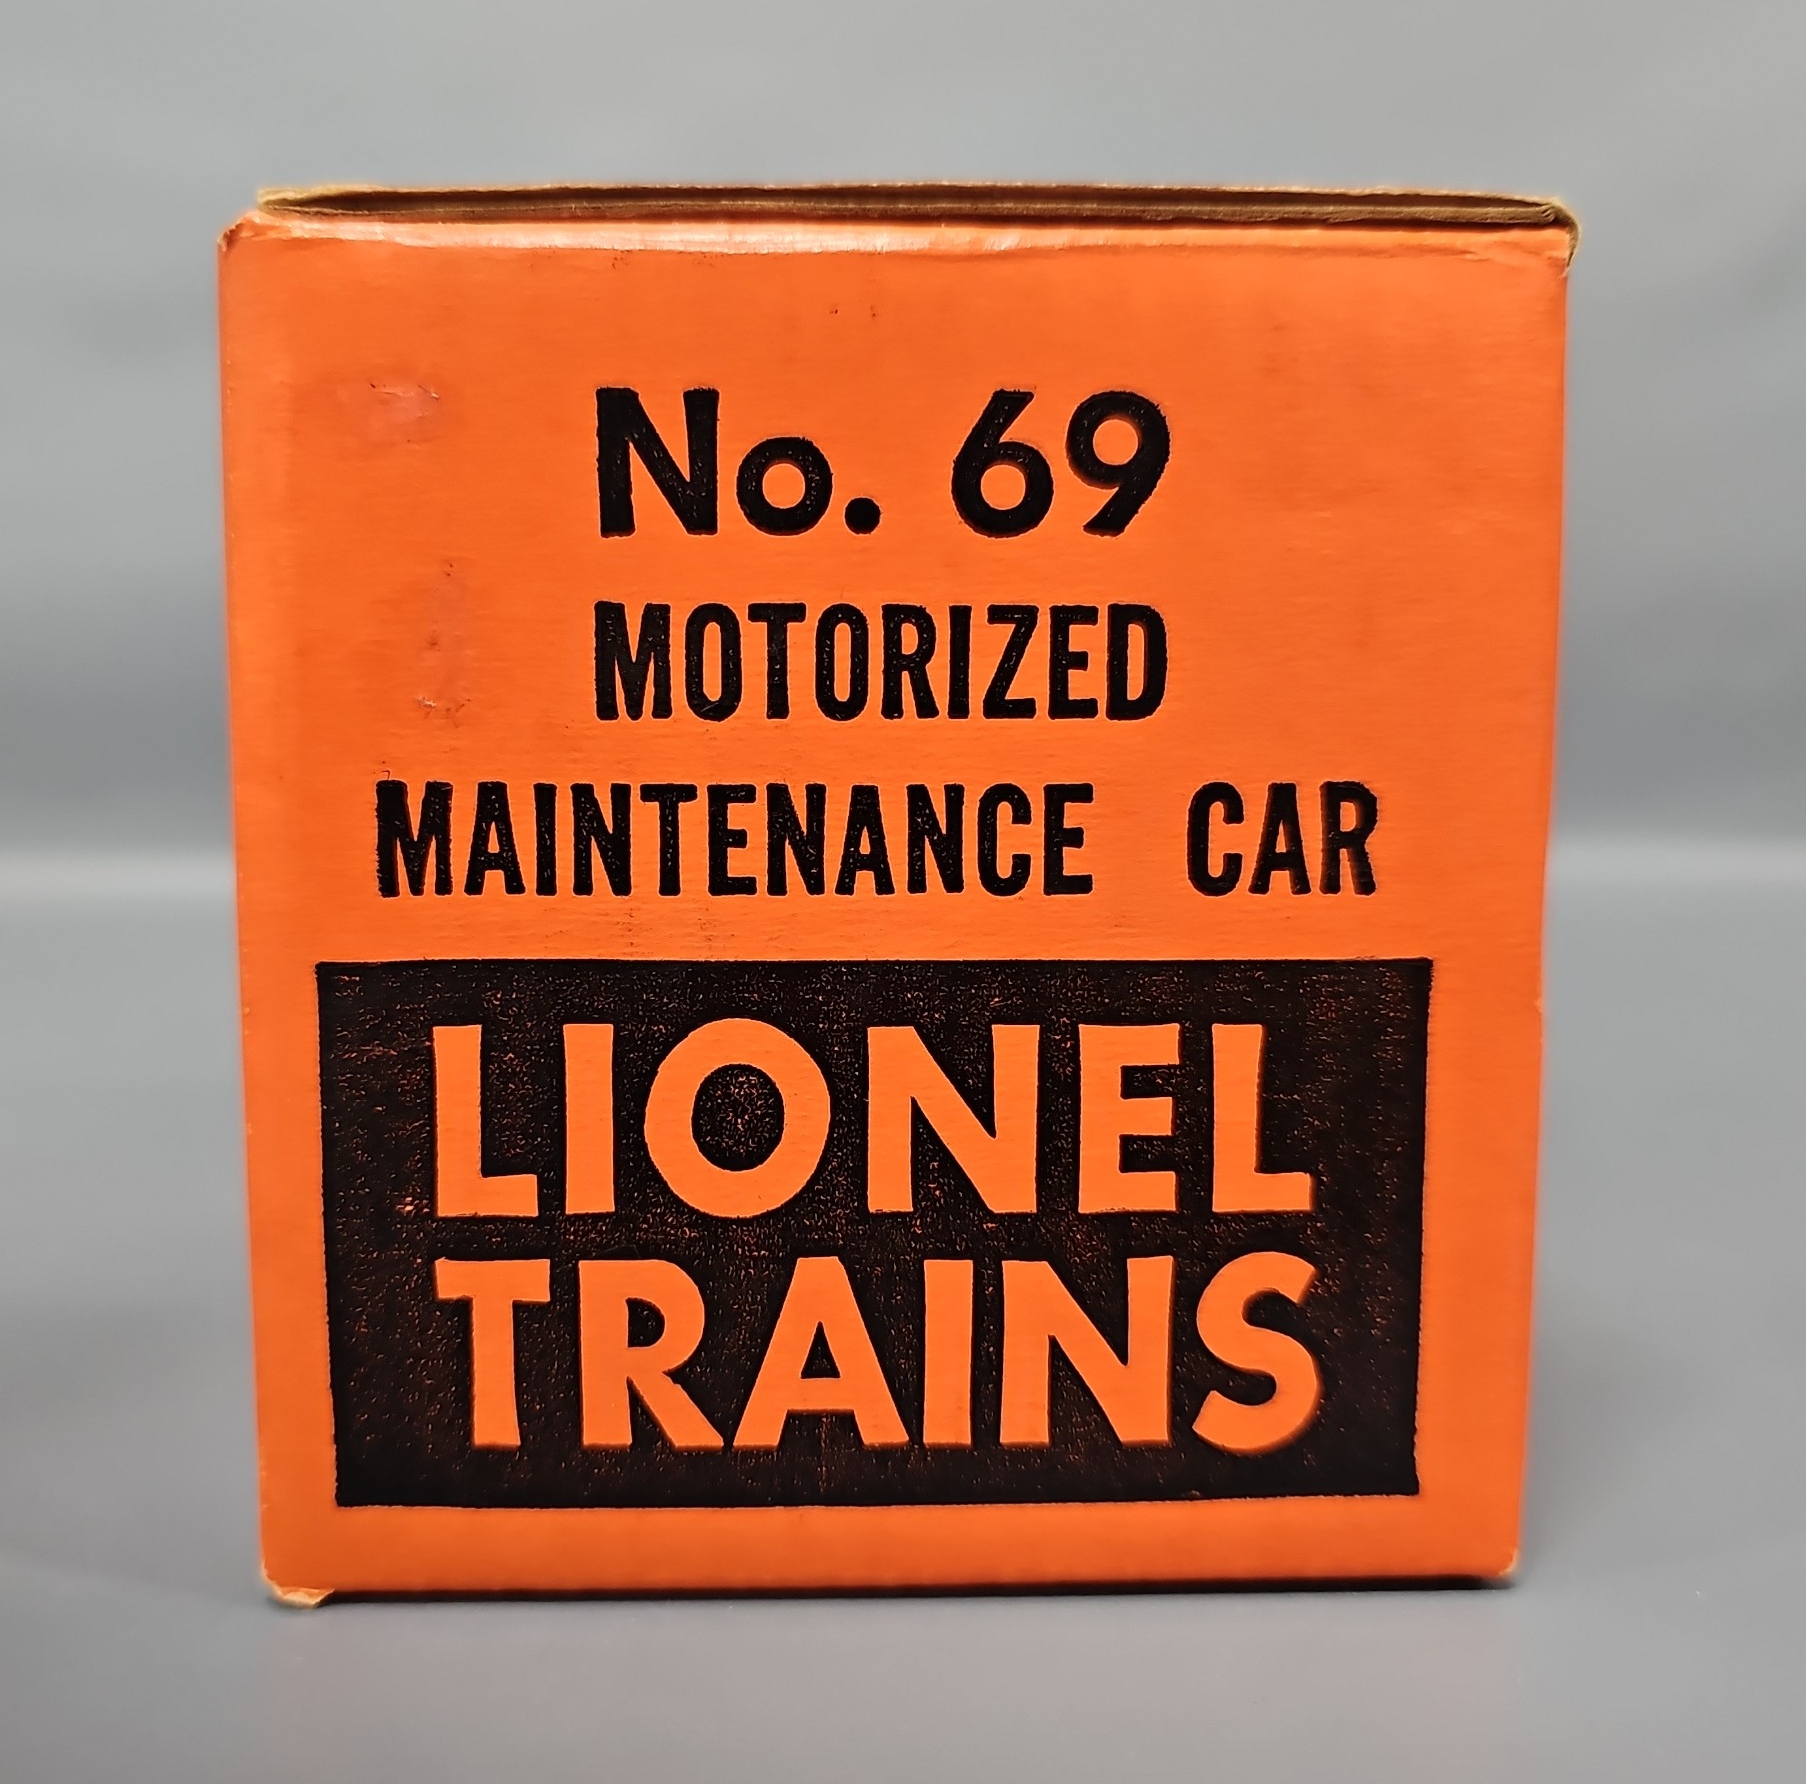 No. 69
MOTORIZED
MAINTENANCE CAR
LIONEL
TRAINS